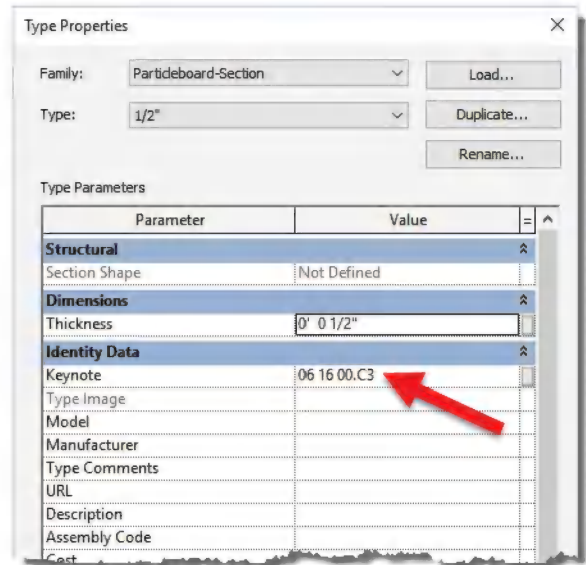 Type Properties
Family: Particleboard-Section Load...
Type: 1/2" Duplicate...
Rename...
Type Parameters
Parameter Value =
Structural
Section Shape Not Defined
Dimensions
Thickness 0' 0 1/2"
Identity Data
Keynote 06 16 00.C3
Type Image
Model
Manufacturer
Type Comments
URL
Description
Assembly Code
Cost